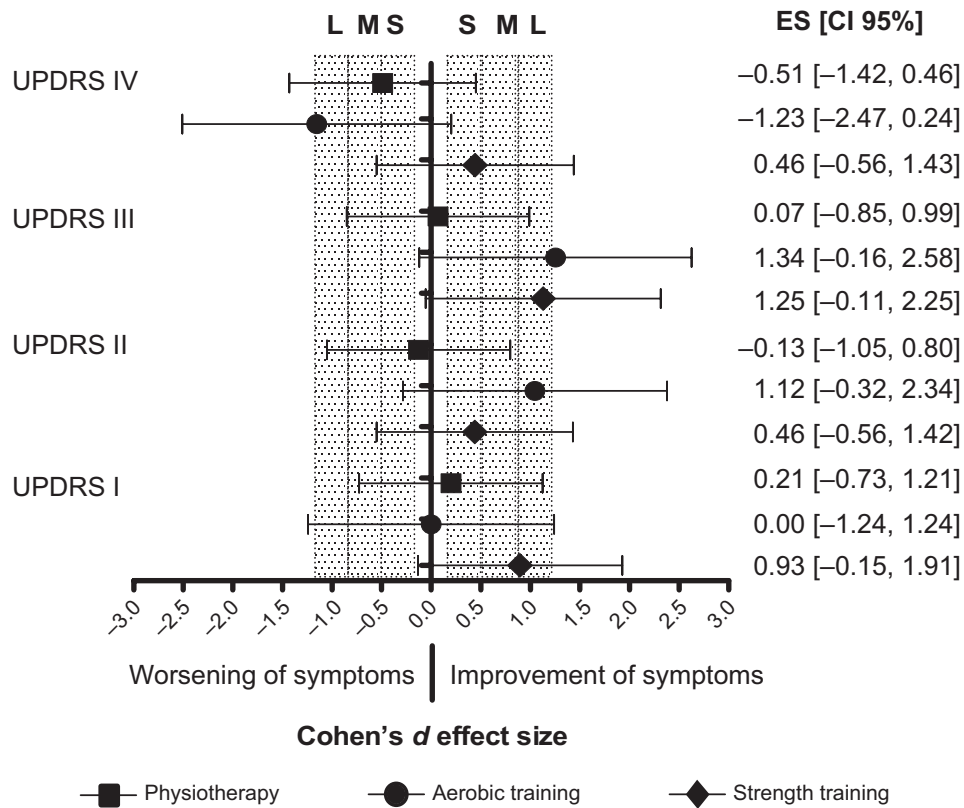 L M S S M L ES [CI 95%]
UPDRS IV –0.51 [–1.42, 0.46]
–1.23 [–2.47, 0.24]
0.46 [–0.56, 1.43]
UPDRS III 0.07 [–0.85, 0.99]
1.34 [–0.16, 2.58]
1.25 [–0.11, 2.25]
UPDRS II –0.13 [–1.05, 0.80]
1.12 [–0.32, 2.34]
0.46 [–0.56, 1.42]
UPDRS I 0.21 [–0.73, 1.21]
0.00 [–1.24, 1.24]
0.93 [–0.15, 1.91]
–3.0 –2.5 –2.0 –1.5 –1.0 –0.5 0.0 0.5 1.0 1.5 2.0 2.5 3.0
Worsening of symptoms Improvement of symptoms
Cohen’s d effect size
Physiotherapy Aerobic training Strength training